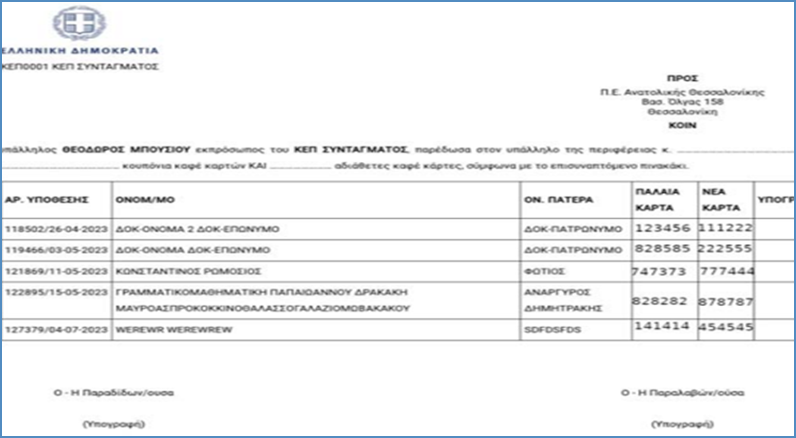 ΕΛΛΗΝΙΚΗ ΔΗΜΟΚΡΑΤΙΑ
ΚΕΠ0001 ΚΕΠ ΣΥΝΤΑΓΜΑΤΟΣ
ΠΡΟΣ
Π.Ε. Ανατολικής Θεσσαλονίκης
Βασ. Όλγας 158
Θεσσαλονίκη
ΚΟΙΝ
υπάλληλος ΘΕΟΔΩΡΟΣ ΜΠΟΥΣΙΟΥ εκπρόσωπος του ΚΕΠ ΣΥΝΤΑΓΜΑΤΟΣ, παρέδωσα στον υπάλληλο της περιφέρειας κ. ...............................
............................... κουπόνια καφέ καρτών ΚΑΙ ................ αδιάθετες καφέ κάρτες, σύμφωνα με το επισυναπτόμενο πινακάκι.
ΑΡ. ΥΠΟΘΕΣΗΣ ΟΝΟΜ/ΜΟ ΟΝ. ΠΑΤΕΡΑ ΠΑΛΑΙΑ ΚΑΡΤΑ ΝΕΑ ΚΑΡΤΑ ΥΠΟΓΡ
118502/26-04-2023 ΔΟΚ-ΟΝΟΜΑ 2 ΔΟΚ-ΕΠΩΝΥΜΟ ΔΟΚ-ΠΑΤΡΩΝΥΜΟ 123456 111222
119466/03-05-2023 ΔΟΚ-ΟΝΟΜΑ ΔΟΚ-ΕΠΩΝΥΜΟ ΔΟΚ-ΠΑΤΡΩΝΥΜΟ 828585 222555
121869/11-05-2023 ΚΩΝΣΤΑΝΤΙΝΟΣ ΡΩΜΟΣΙΟΣ ΦΩΤΙΟΣ 747373 777444
122895/15-05-2023 ΓΡΑΜΜΑΤΙΚΟΜΑΘΗΜΑΤΙΚΗ ΠΑΠΑΙΩΑΝΝΟΥ ΔΡΑΚΑΚΗ ΑΝΑΡΓΥΡΟΣ 828282 878787
ΜΑΥΡΟΑΣΠΡΟΚΟΚΚΙΝΟΘΑΛΑΣΣΟΓΑΛΑΖΙΟΜΩΒΑΚΑΚΟΥ ΔΗΜΗΤΡΑΚΗΣ
127379/04-07-2023 WEREWR WEREWREW SDFDSFDS 141414 454545
Ο - Η Παραδίδων/ουσα Ο - Η Παραλαβών/ούσα
(Υπογραφή) (Υπογραφή)